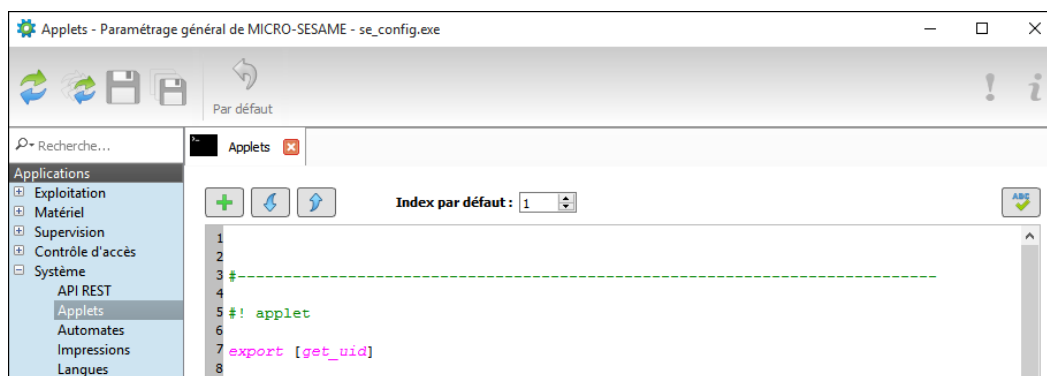 Applets - Paramétrage général de MICRO-SESAME - se_config.exe
Par défaut
Recherche...
Applets
Applications
Exploitation
Matériel
Supervision
Contrôle d'accès
Système
API REST
Applets
Automates
Impressions
Langues
Index par défaut : 1
ABC
1
2
3 #----------------------------------------------------------------------------
4
5 #! applet
6
7 export [get_uid]
8